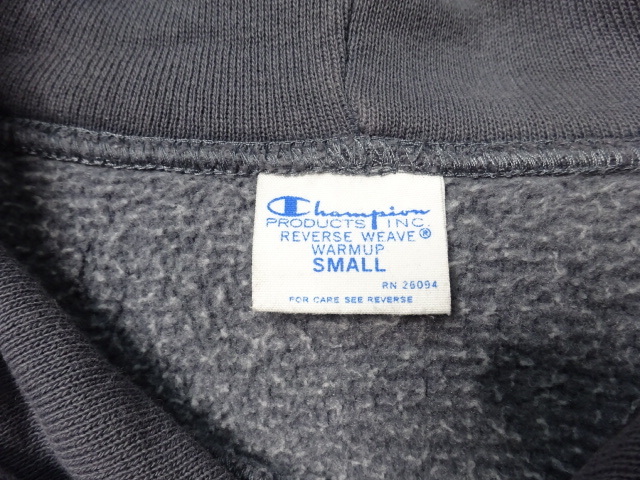 Champion
PRODUCTS INC
REVERSE WEAVE®
WARMUP
SMALL
RN 26094
FOR CARE SEE REVERSE